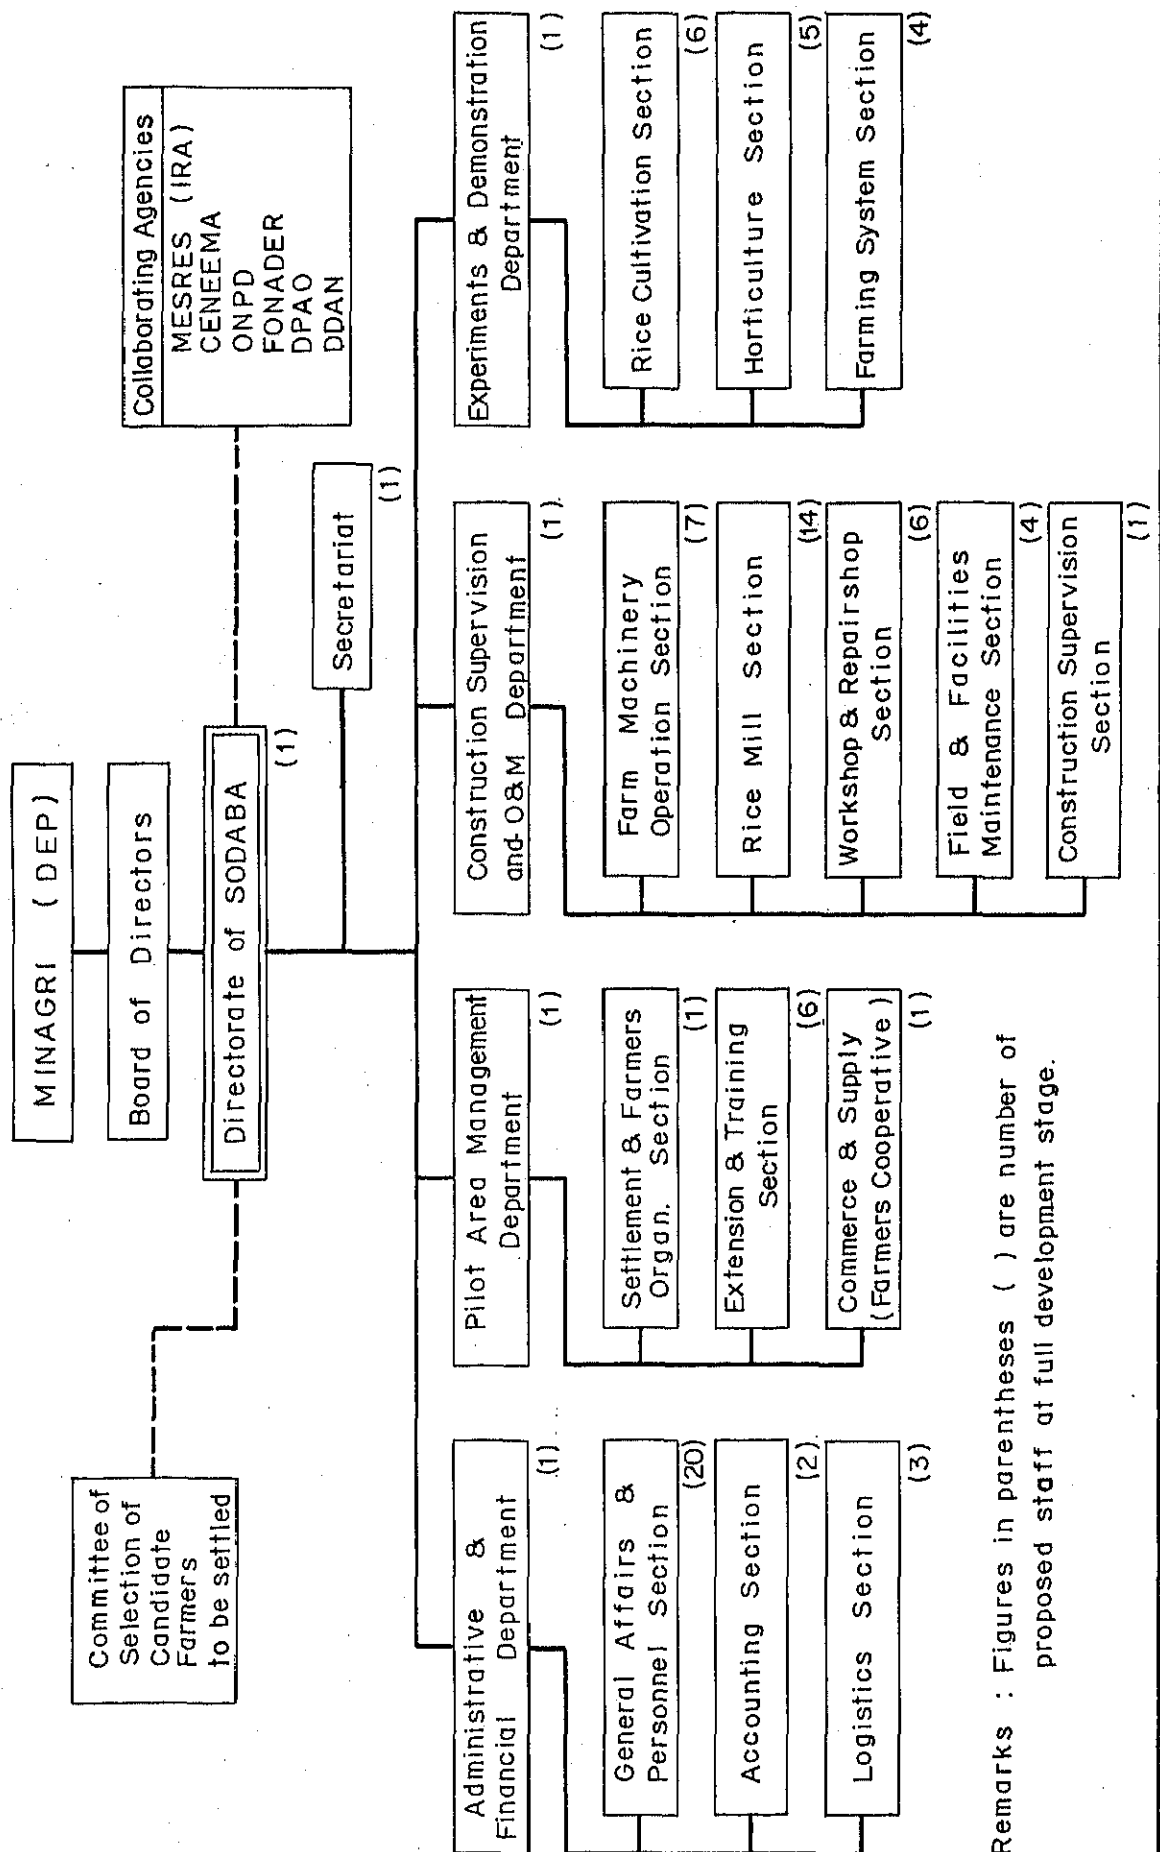 MINAGRI ( DEP )
Board of Directors
Directorate of SODABA
(1)
Committee of
Selection of
Candidate
Farmers
to be settled
Collaborating Agencies
MESRES (IRA)
CENEEMA
ONPD
FONADER
DPAO
DDAN
Secretariat
(1)
Administrative &
Financial Department
(1)
General Affairs &
Personnel Section
(20)
Accounting Section
(2)
Logistics Section
(3)
Pilot Area Management
Department
(1)
Settlement & Farmers
Organ. Section
(1)
Extension & Training
Section
(6)
Commerce & Supply
(Farmers Cooperative)
(1)
Construction Supervision
and O&M Department
(1)
Farm Machinery
Operation Section
(7)
Rice Mill Section
(14)
Workshop & Repairshop
Section
(6)
Field & Facilities
Maintenance Section
(4)
Construction Supervision
Section
(1)
Experiments & Demonstration
Department
(1)
Rice Cultivation Section
(6)
Horticulture Section
(5)
Farming System Section
(4)
Remarks : Figures in parentheses ( ) are number of
proposed staff at full development stage.